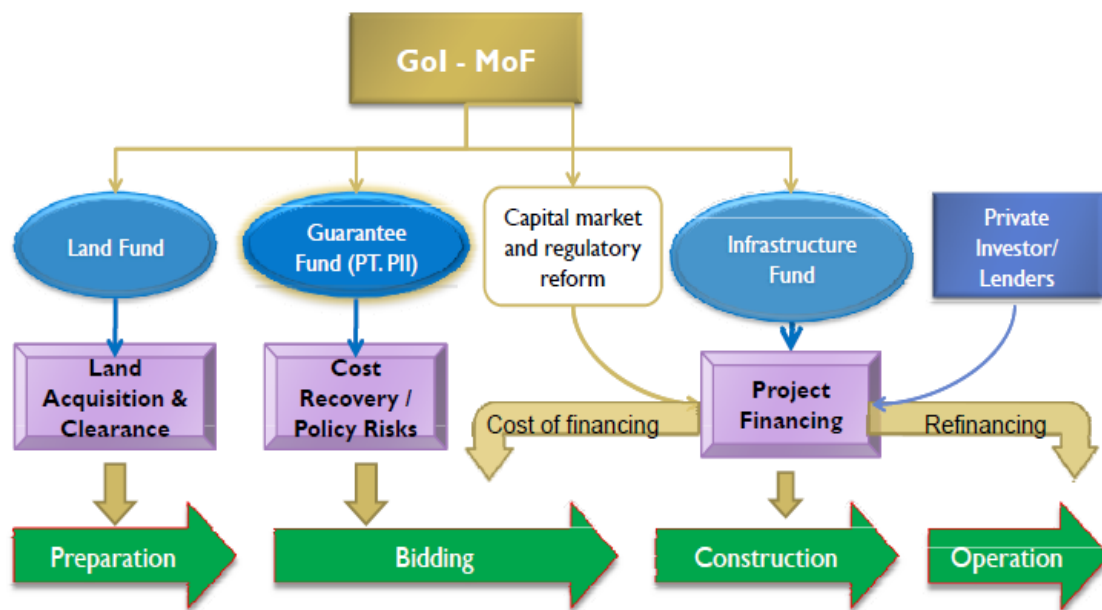 GoI - MoF
Land Fund
Guarantee
Fund (PT. PII)
Capital market
and regulatory
reform
Infrastructure
Fund
Private
Investor/
Lenders
Land
Acquisition &
Clearance
Cost
Recovery /
Policy Risks
Project
Financing
Cost of financing
Refinancing
Preparation
Bidding
Construction
Operation